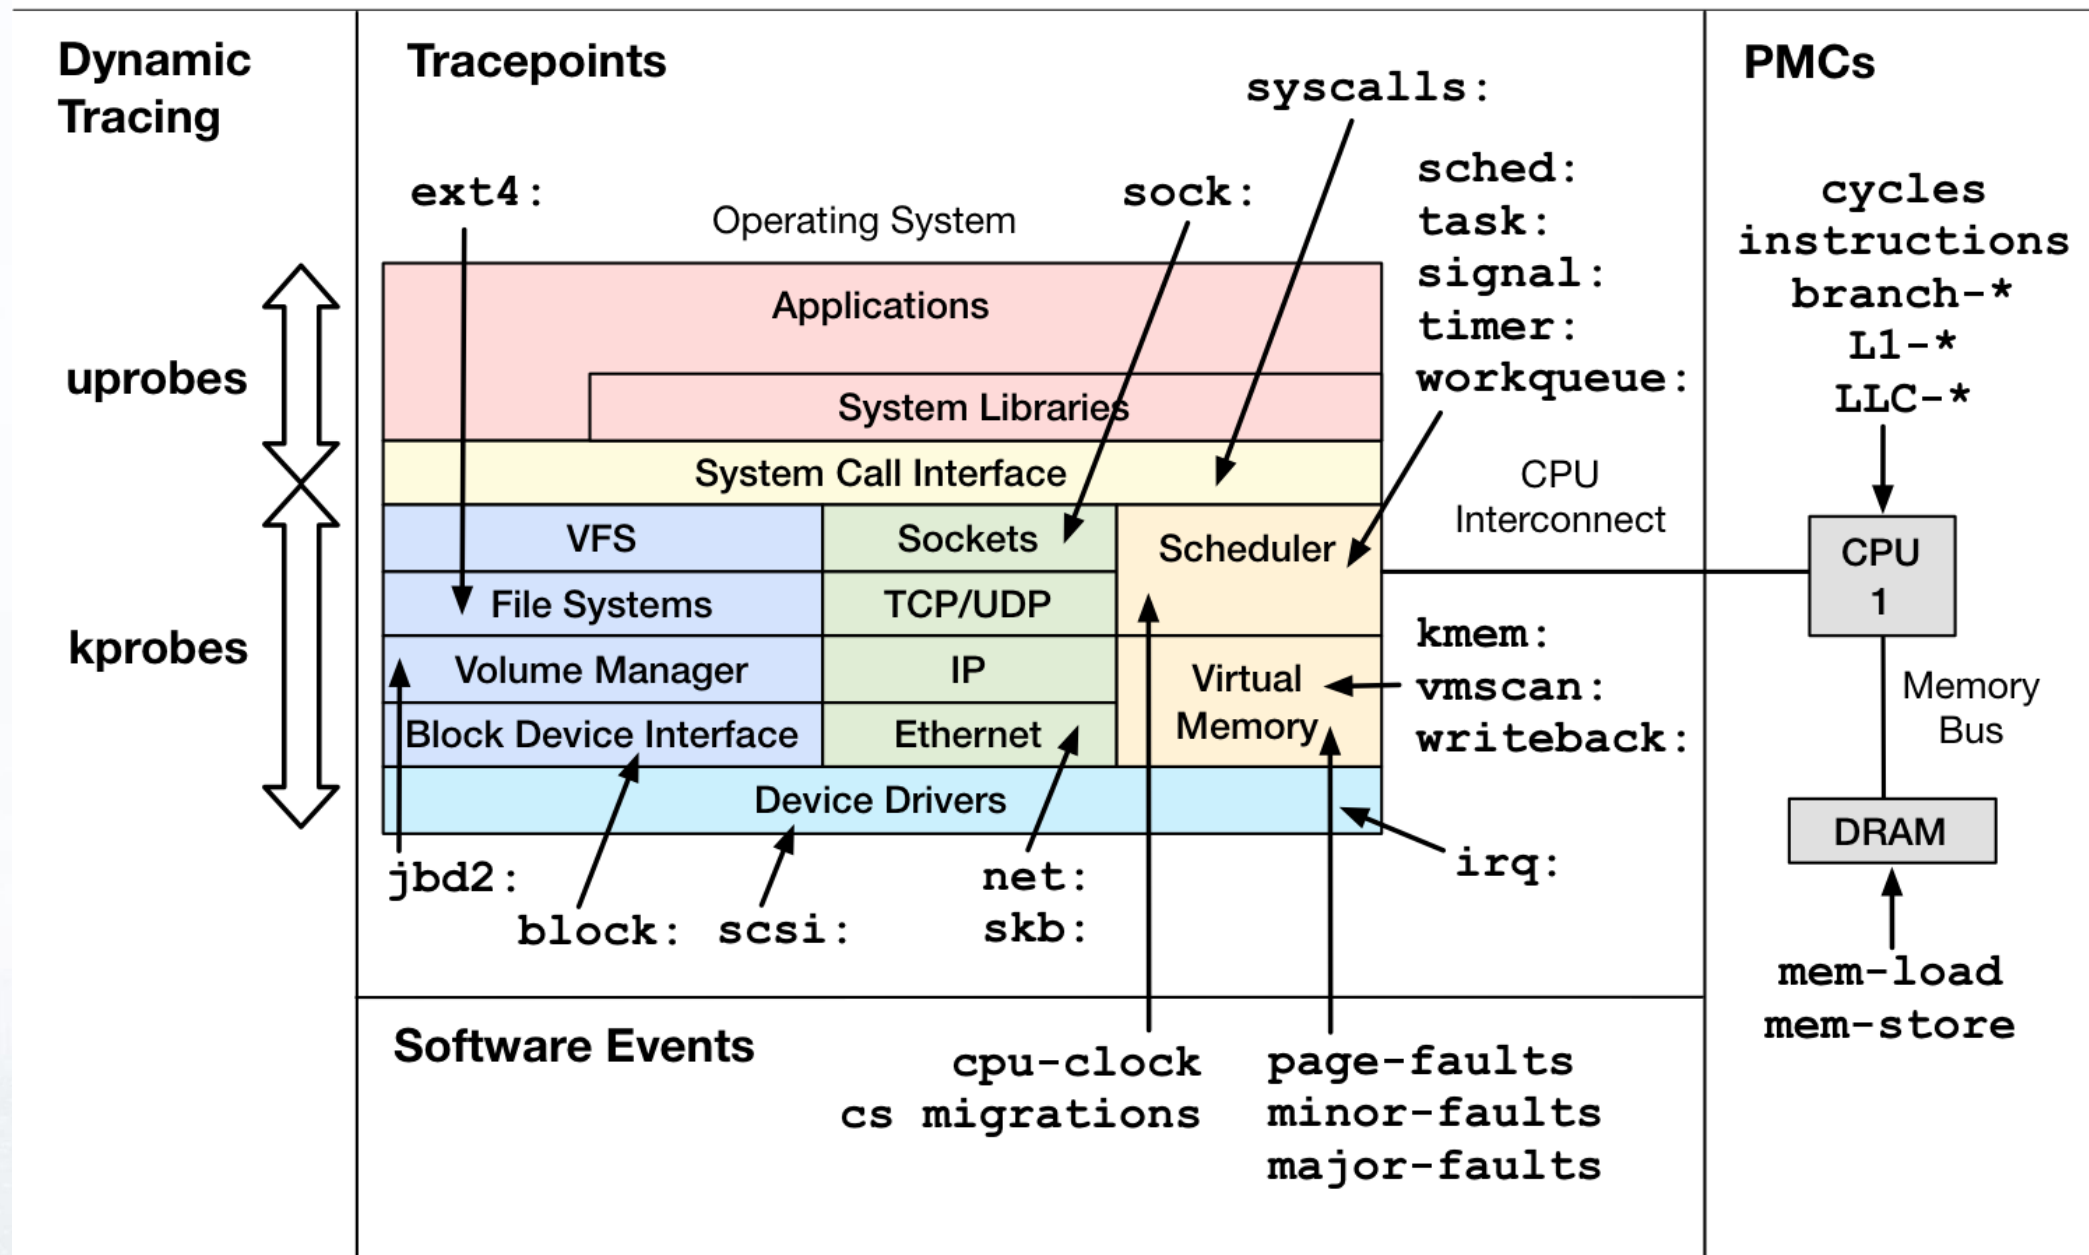 Dynamic
Tracing
uprobes
kprobes
Tracepoints
syscalls:
ext4:
Operating System
sock:
sched:
task:
signal:
timer:
workqueue:
Applications
System Libraries
System Call Interface
VFS
Sockets
Scheduler
File Systems
TCP/UDP
Volume Manager
IP
Virtual
Memory
Block Device Interface
Ethernet
Device Drivers
CPU
Interconnect
kmem:
vmscan:
writeback:
irq:
jbd2:
block:
scsi:
net:
skb:
Software Events
cpu-clock
cs migrations
page-faults
minor-faults
major-faults
PMCs
cycles
instructions
branch-*
L1-*
LLC-*
CPU
1
Memory
Bus
DRAM
mem-load
mem-store